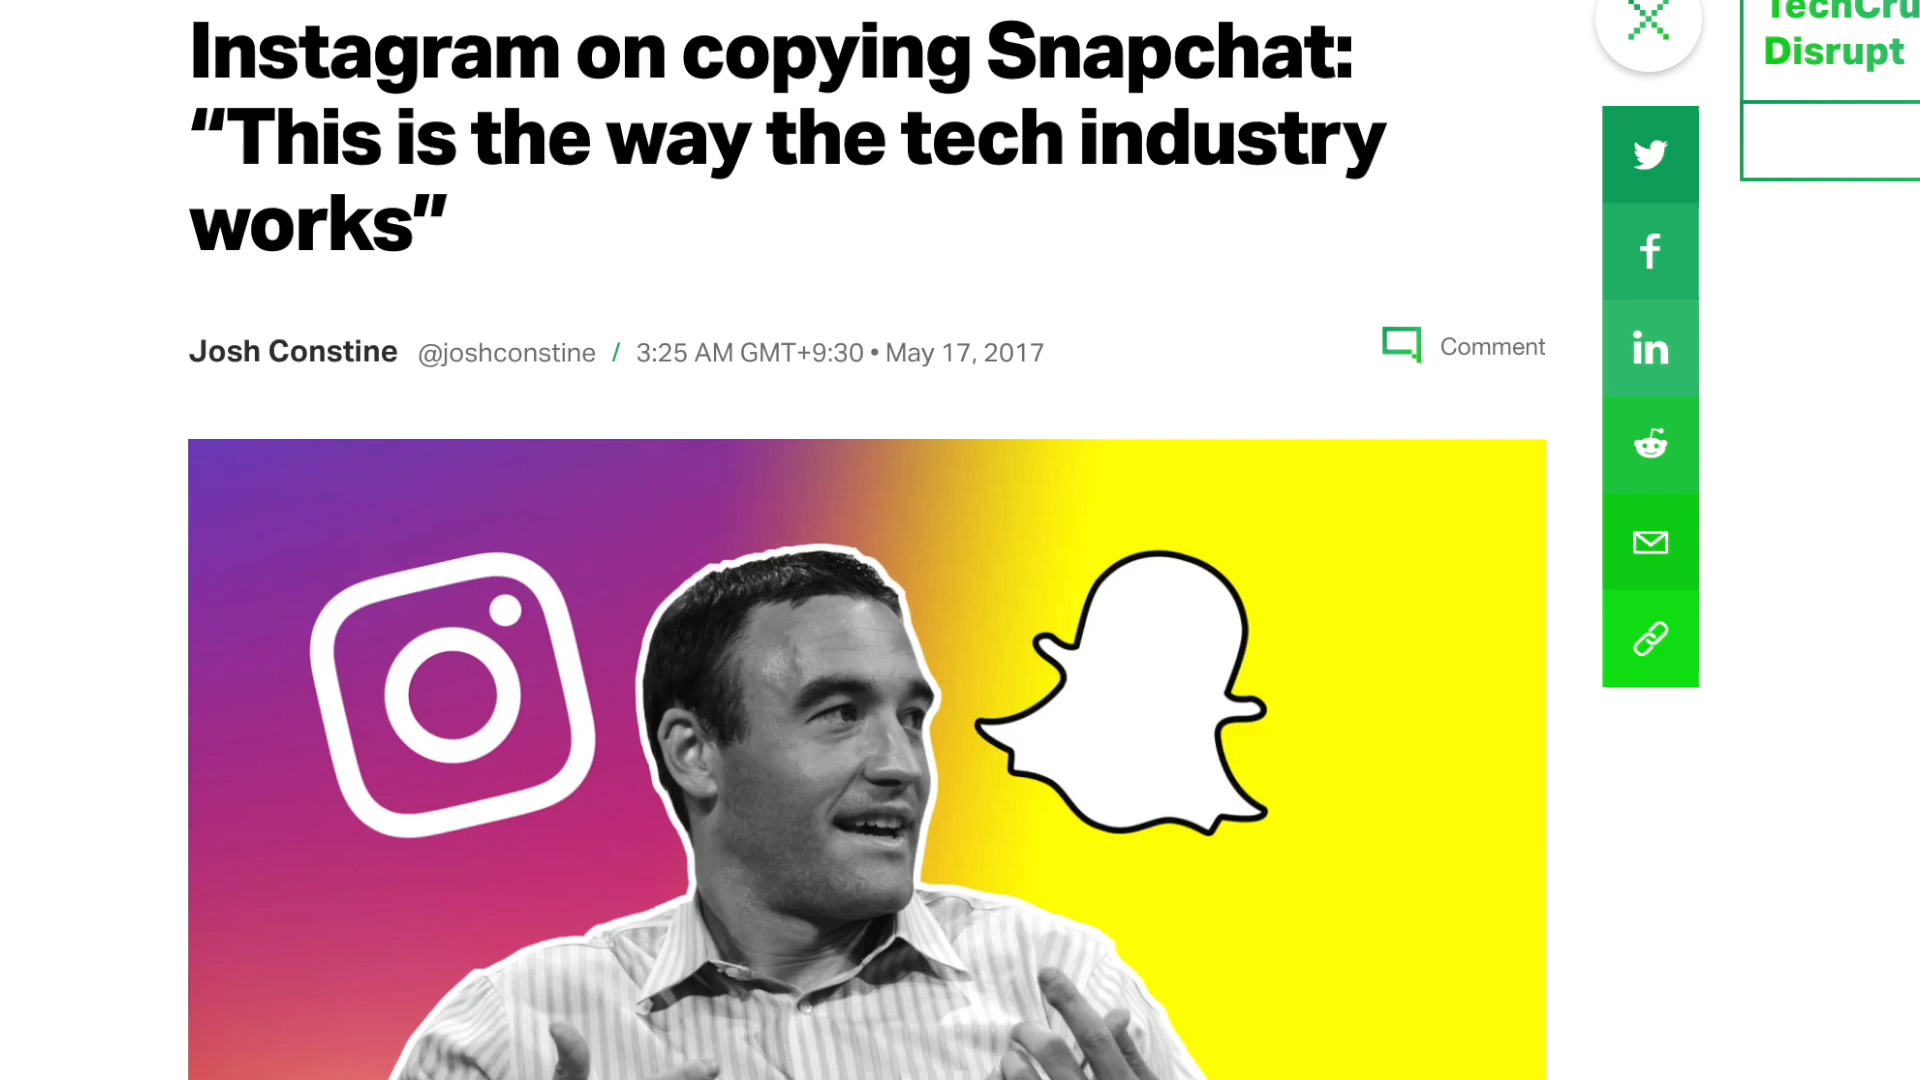 Instagram on copying Snapchat:
“This is the way the tech industry
works”
Josh Constine @joshconstine / 3:25 AM GMT+9:30 • May 17, 2017
Comment
Disrupt